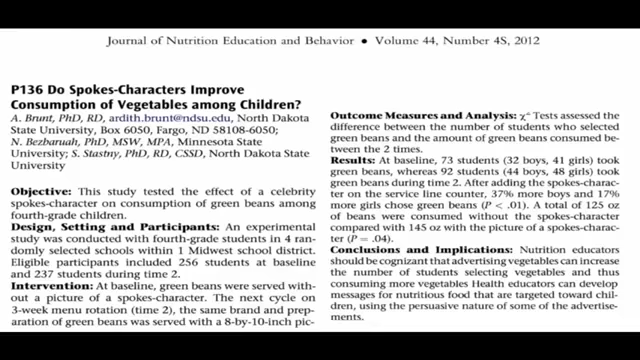 Journal of Nutrition Education and Behavior • Volume 44, Number 4S, 2012
P136 Do Spokes-Characters Improve
Consumption of Vegetables among Children?
A. Brunt, PhD, RD, ardith.brunt@ndsu.edu, North Dakota
State University, Box 6050, Fargo, ND 58108-6050;
N. Bezbaruah, PhD, MSW, MPA, Minnesota State
University; S. Stastny, PhD, RD, CSSD, North Dakota State
University
Objective: This study tested the effect of a celebrity
spokes-character on consumption of green beans among
fourth-grade children.
Design, Setting and Participants: An experimental
study was conducted with fourth-grade students in 4 ran-
domly selected schools within 1 Midwest school district.
Eligible participants included 256 students at baseline
and 237 students during time 2.
Intervention: At baseline, green beans were served with-
out a picture of a spokes-character. The next cycle on
3-week menu rotation (time 2), the same brand and prep-
aration of green beans was served with a 8-by-10-inch pic-
Outcome Measures and Analysis: χ² Tests assessed the
difference between the number of students who selected
green beans and the amount of green beans consumed be-
tween the 2 times.
Results: At baseline, 73 students (32 boys, 41 girls) took
green beans, whereas 92 students (44 boys, 48 girls) took
green beans during time 2. After adding the spokes-charac-
ter on the service line counter, 37% more boys and 17%
more girls chose green beans (P < .01). A total of 125 oz
of beans were consumed without the spokes-character
compared with 145 oz with the picture of a spokes-charac-
ter (P = .04).
Conclusions and Implications: Nutrition educators
should be cognizant that advertising vegetables can increase
the number of students selecting vegetables and thus
consuming more vegetables Health educators can develop
messages for nutritious food that are targeted toward chil-
dren, using the persuasive nature of some of the advertise-
ments.